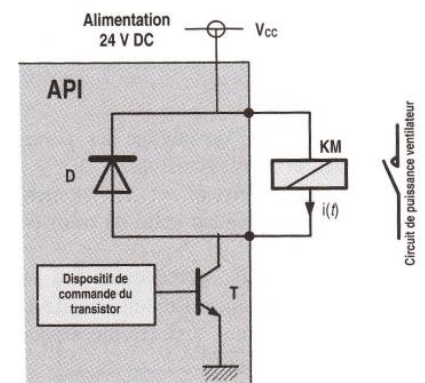 Alimentation
24 V DC
Vcc
API
D
KM
i(t)
Dispositif de
commande du
transistor
T
Circuit de puissance ventilateur